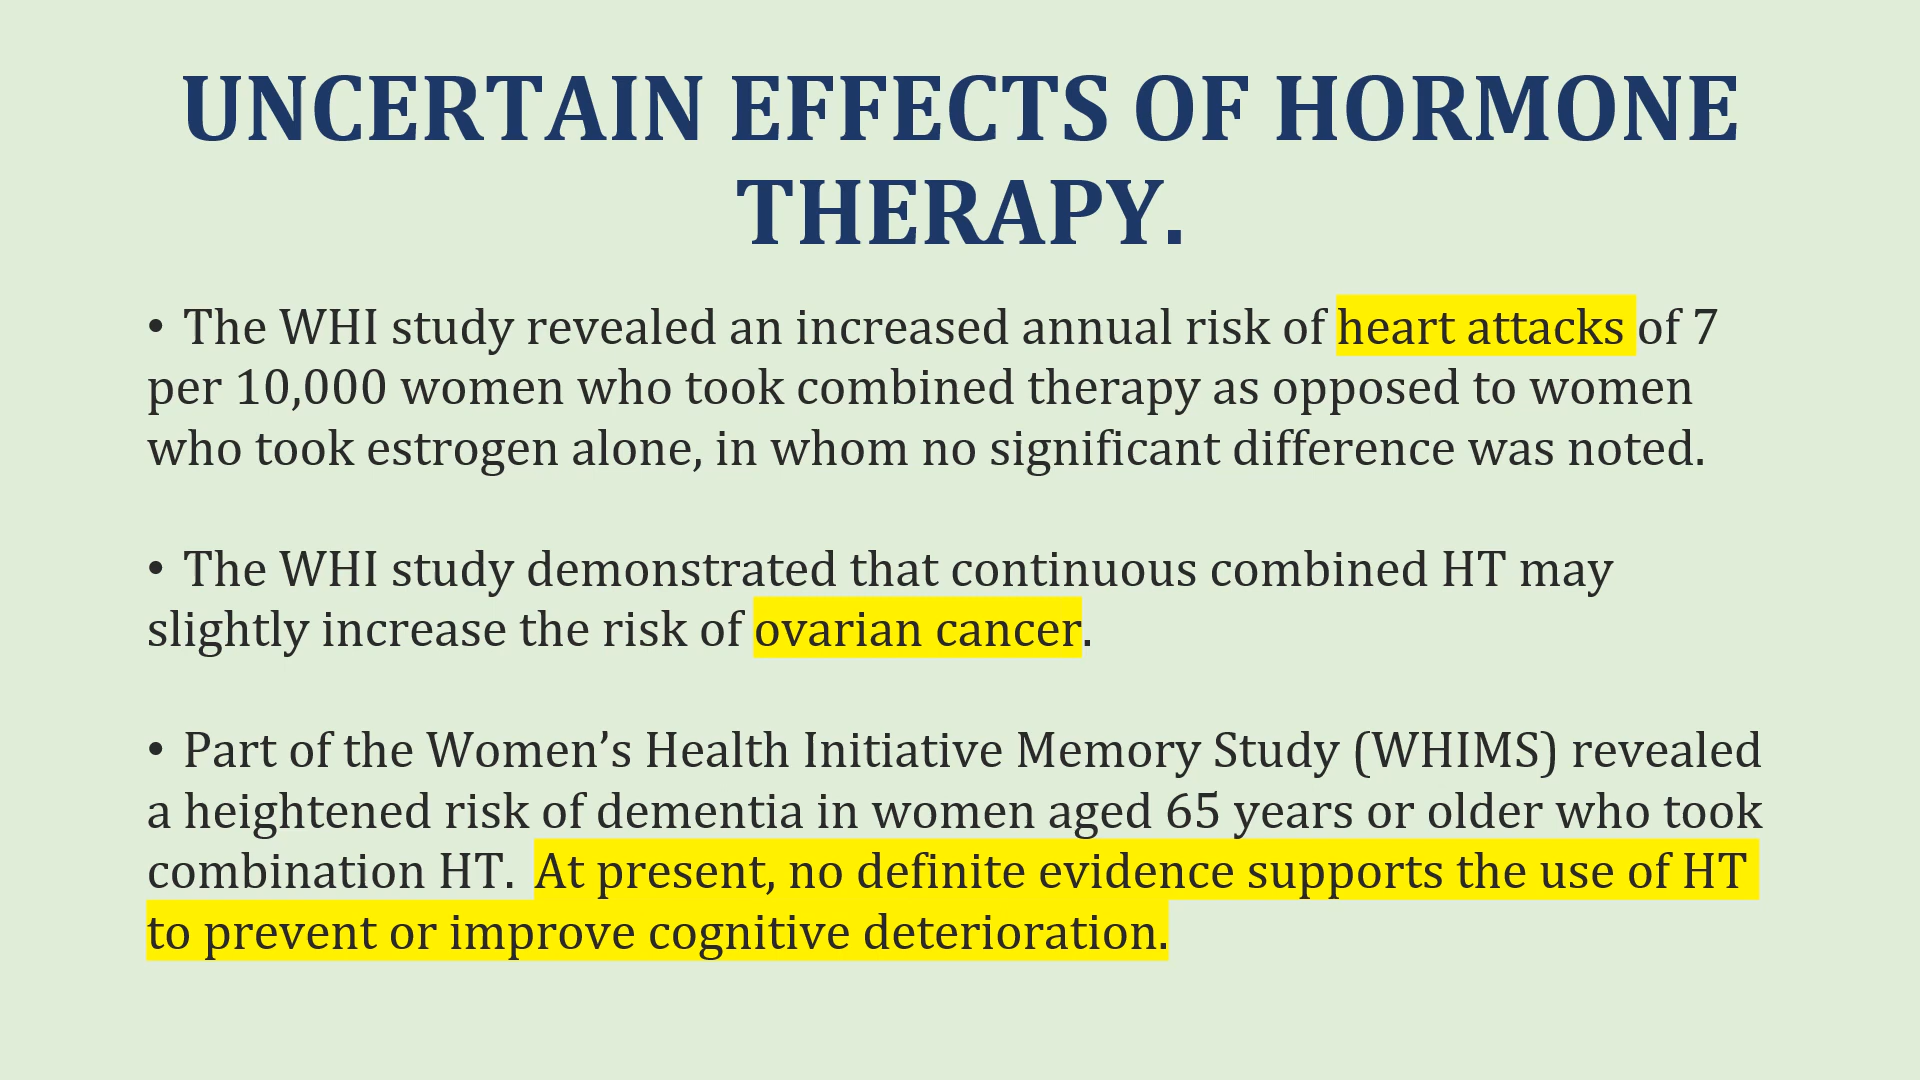 UNCERTAIN EFFECTS OF HORMONE
THERAPY.
• The WHI study revealed an increased annual risk of heart attacks of 7
per 10,000 women who took combined therapy as opposed to women
who took estrogen alone, in whom no significant difference was noted.
• The WHI study demonstrated that continuous combined HT may
slightly increase the risk of ovarian cancer.
• Part of the Women’s Health Initiative Memory Study (WHIMS) revealed
a heightened risk of dementia in women aged 65 years or older who took
combination HT. At present, no definite evidence supports the use of HT
to prevent or improve cognitive deterioration.